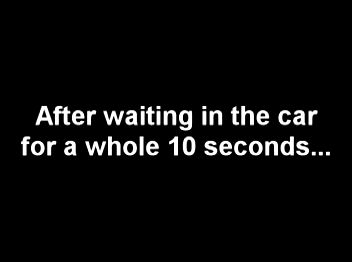 After waiting in the car
for a whole 10 seconds...